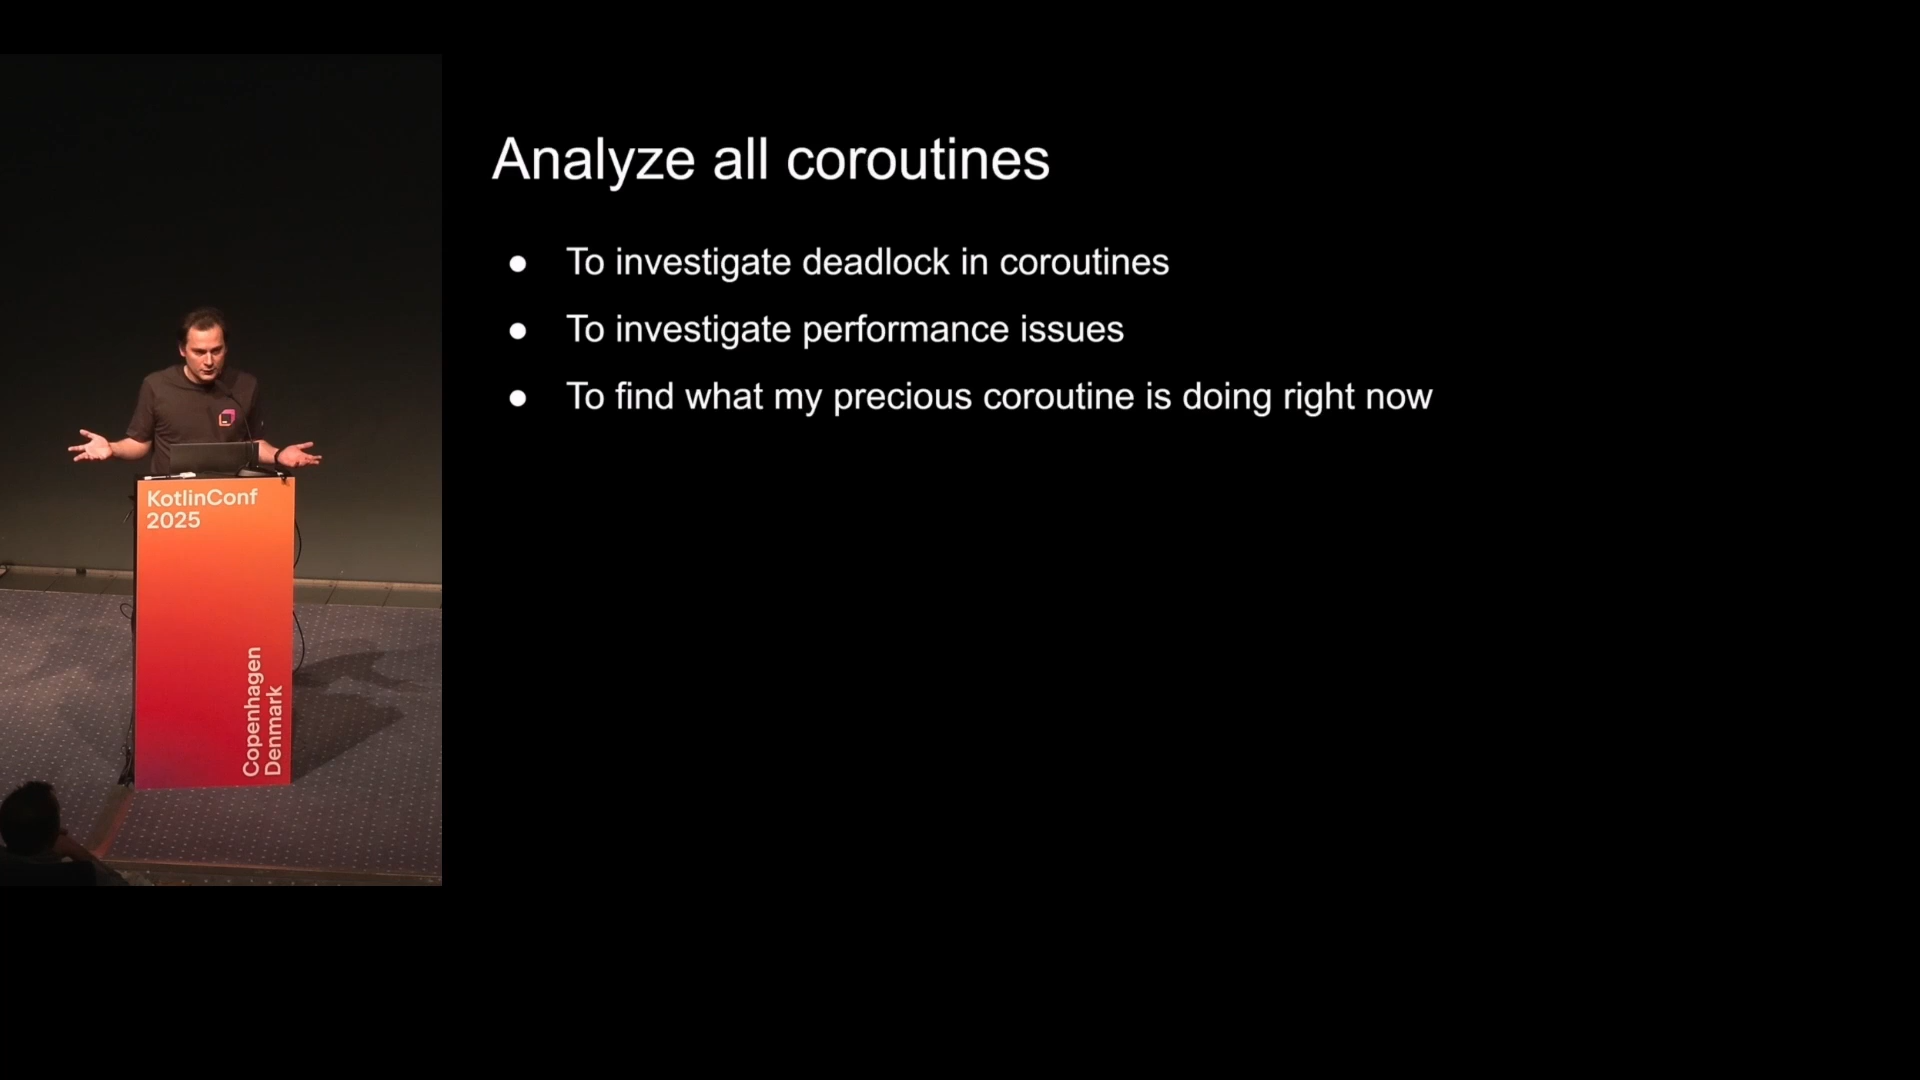 Analyze all coroutines
● To investigate deadlock in coroutines
● To investigate performance issues
● To find what my precious coroutine is doing right now
KotlinConf
2025
Copenhagen
Denmark